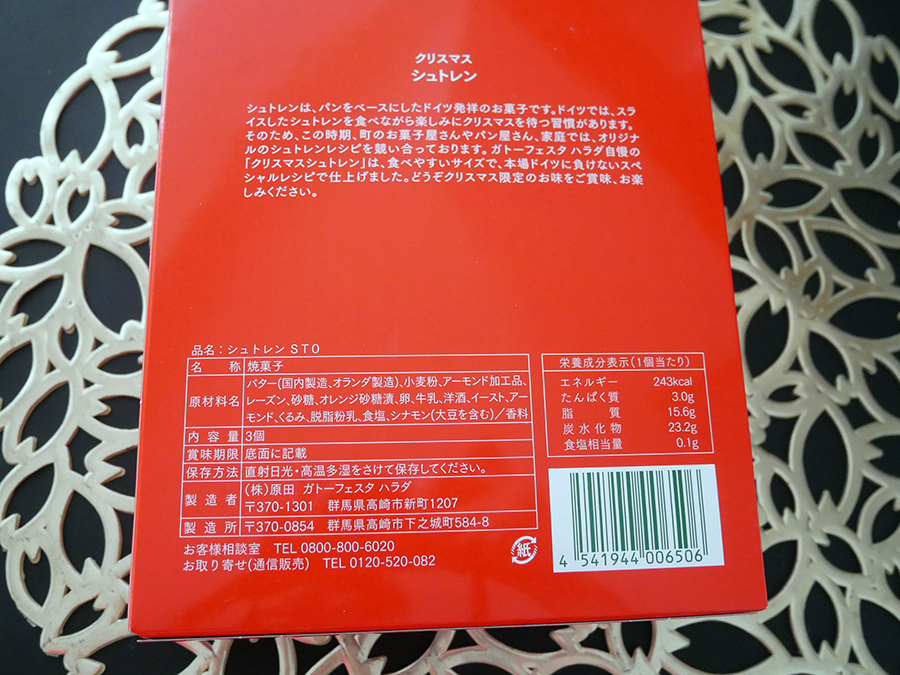 クリスマス
シュトレン
シュトレンは、パンをベースにしたドイツ発祥のお菓子です。ドイツでは、スラ
イスしたシュトレンを食べながら楽しみにクリスマスを待つ習慣があります。
そのため、この時期、町のお菓子屋さんやパン屋さん、家庭では、オリジナ
ルのシュトレンレシピを競い合っております。ガトーフェスタ ハラダ自慢の
「クリスマスシュトレン」は、食べやすいサイズで、本場ドイツに負けないスペ
シャルレシピで仕上げました。どうぞクリスマス限定のお味をご賞味、お楽
しみください。
品名：シュトレン STO
名称 焼菓子
原材料名 バター(国内製造、オランダ製造)、小麦粉、アーモンド加工品、
レーズン、砂糖、オレンジ砂糖漬、卵、牛乳、洋酒、イースト、アー
モンド、くるみ、脱脂粉乳、食塩、シナモン(大豆を含む)／香料
内容量 3個
賞味期限 底面に記載
保存方法 直射日光・高温多湿をさけて保存してください。
製造者 (株)原田 ガトーフェスタ ハラダ
〒370-1301 群馬県高崎市新町1207
製造所 〒370-0854 群馬県高崎市下之城町584-8
お客様相談室 TEL 0800-800-6020
お取り寄せ(通信販売) TEL 0120-520-082
栄養成分表示(1個当たり)
エネルギー 243kcal
たんぱく質 3.0g
脂質 15.6g
炭水化物 23.2g
食塩相当量 0.1g
紙
4 541944 006506